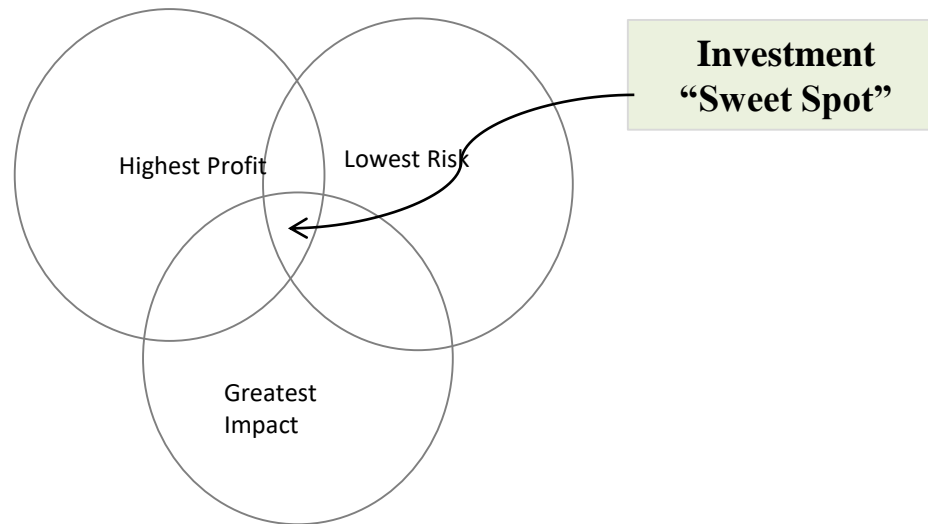 Investment
“Sweet Spot”
Highest Profit
Lowest Risk
Greatest
Impact